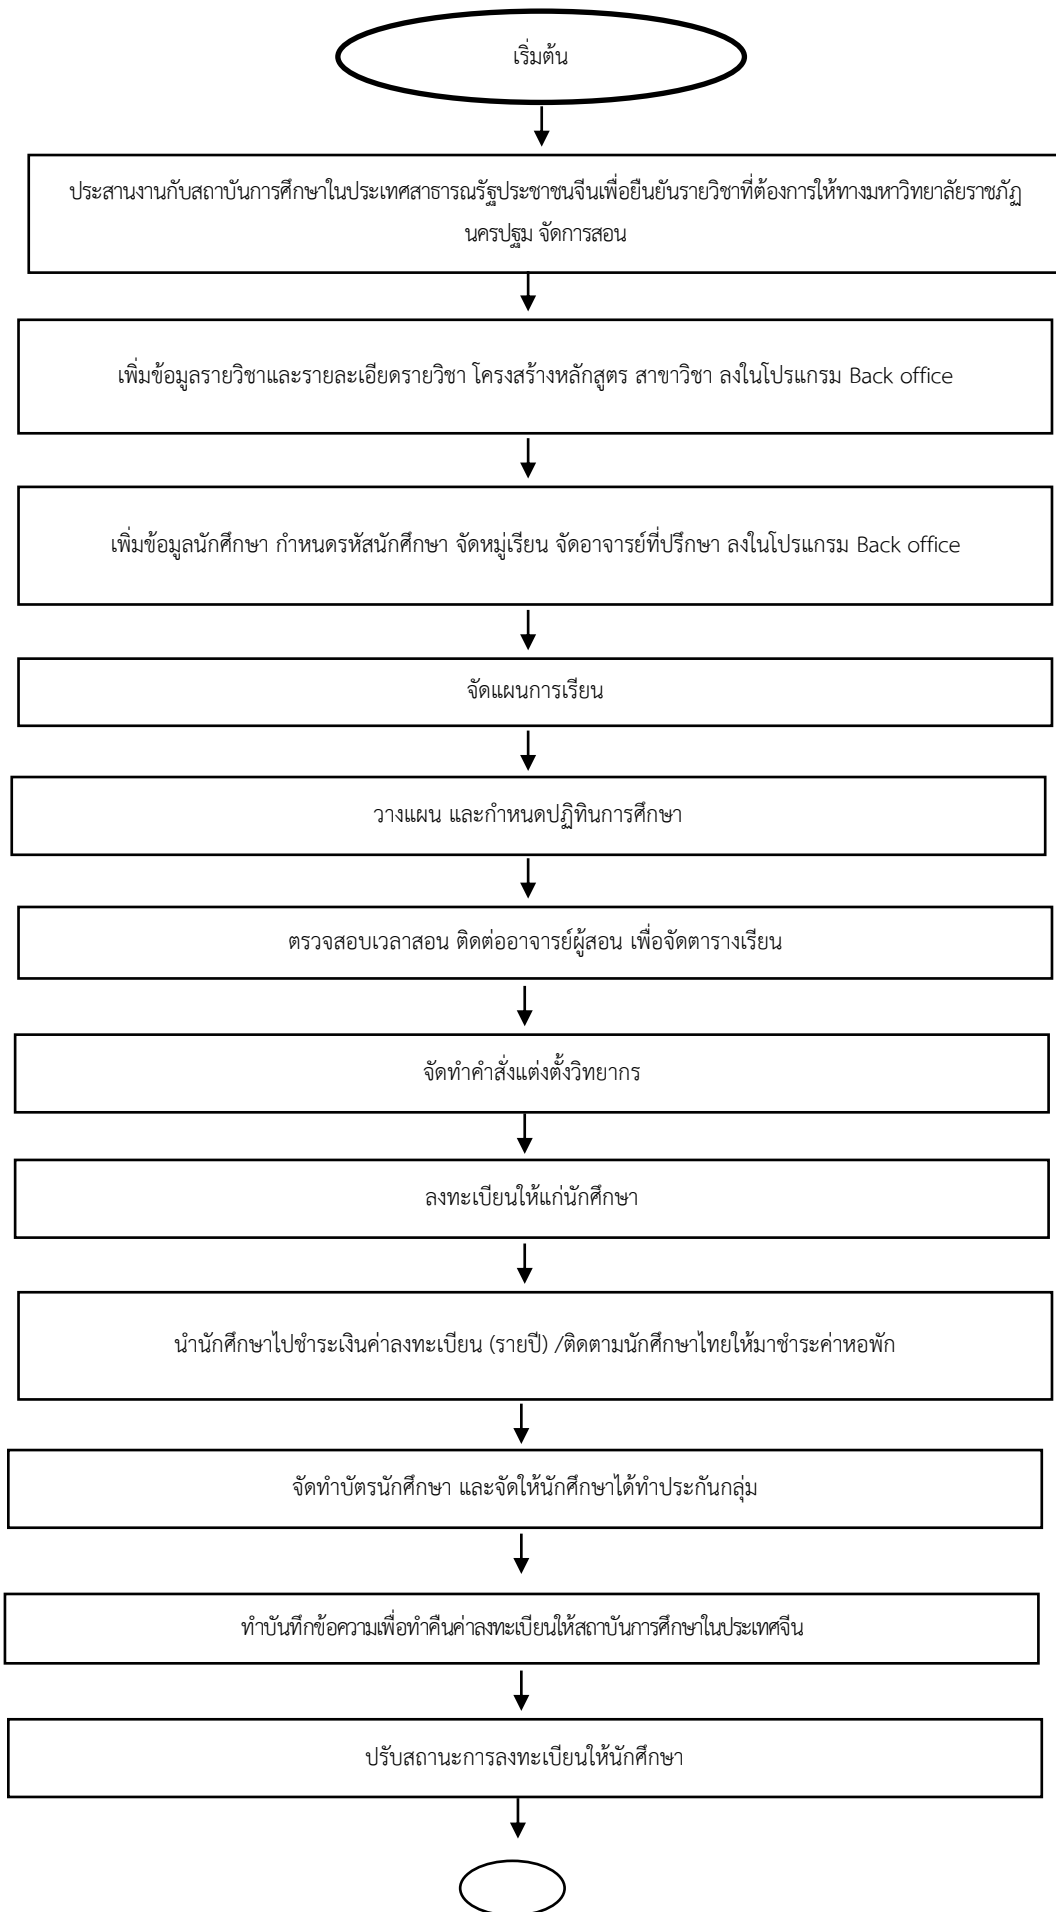 เริ่มต้น
ประสานงานกับสถาบันการศึกษาในประเทศสาธารณรัฐประชาชนจีนเพื่อยืนยันรายวิชาที่ต้องการให้ทางมหาวิทยาลัยราชภัฏ
นครปฐม จัดการสอน
เพิ่มข้อมูลรายวิชาและรายละเอียดรายวิชา โครงสร้างหลักสูตร สาขาวิชา ลงในโปรแกรม Back office
เพิ่มข้อมูลนักศึกษา กำหนดรหัสนักศึกษา จัดหมู่เรียน จัดอาจารย์ที่ปรึกษา ลงในโปรแกรม Back office
จัดแผนการเรียน
วางแผน และกำหนดปฏิทินการศึกษา
ตรวจสอบเวลาสอน ติดต่ออาจารย์ผู้สอน เพื่อจัดตารางเรียน
จัดทำคำสั่งแต่งตั้งวิทยากร
ลงทะเบียนให้แก่นักศึกษา
นำนักศึกษาไปชำระเงินค่าลงทะเบียน (รายปี) /ติดตามนักศึกษาไทยให้มาชำระค่าหอพัก
จัดทำบัตรนักศึกษา และจัดให้นักศึกษาได้ทำประกันกลุ่ม
ทำบันทึกข้อความเพื่อทำคืนค่าลงทะเบียนให้สถาบันการศึกษาในประเทศจีน
ปรับสถานะการลงทะเบียนให้นักศึกษา